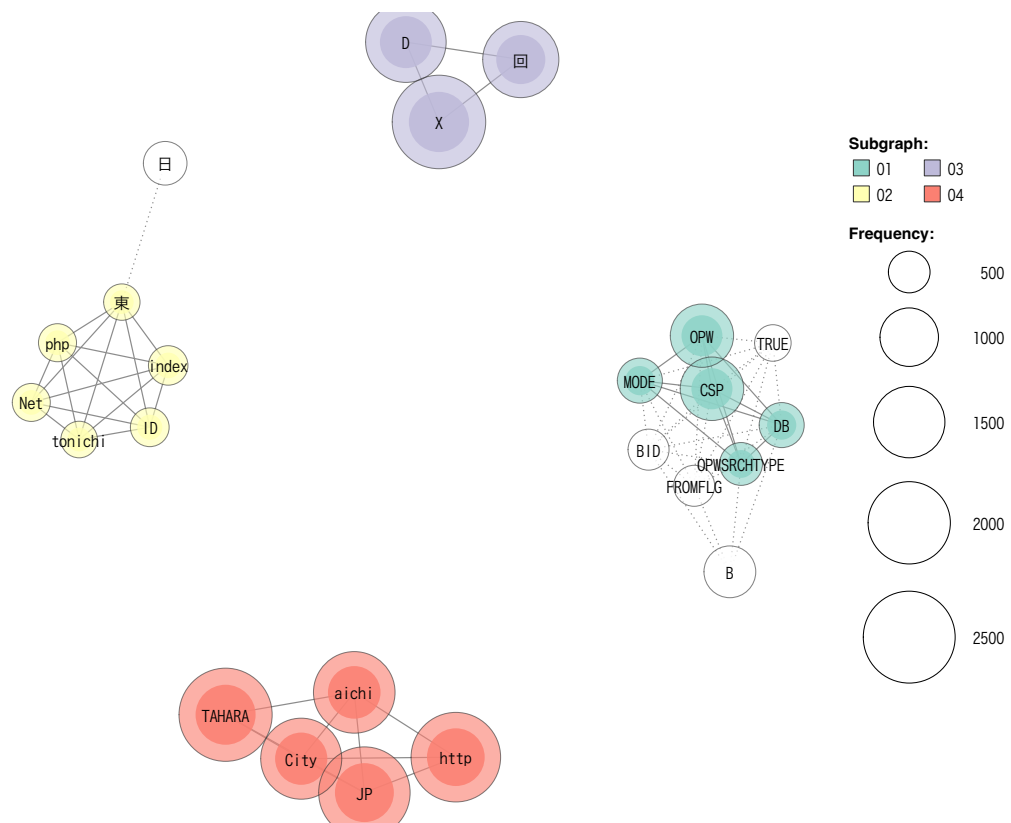 D
回
X
日
Subgraph:
01 03
02 04
Frequency:
500
1000
1500
2000
2500
東
php
index
Net
ID
tonichi
OPW
TRUE
MODE
CSP
DB
BID
OPWSRCHTYPE
FROMFLG
B
aichi
TAHARA
City
http
JP